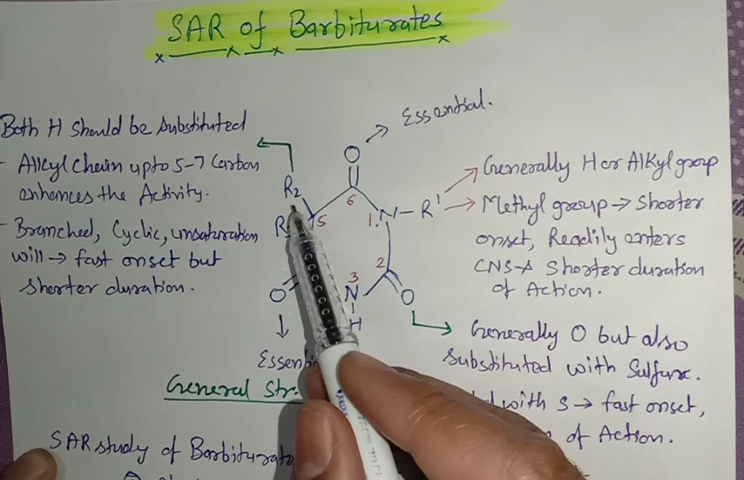 SAR of Barbiturates
Both H should be substituted
- Alkyl chain upto 5-7 Carbon
enhances the Activity.
- Branched, Cyclic, unsaturation
will → fast onset but
shorter duration.
Essential.
O
R2
R
6
5
1.
N - R'
Generally H or Alkyl group
Methyl group → Shorter
onset, Readily enters
CNS → Shorter duration
of Action.
2
3
O
N
O
H
Generally O but also
substituted with Sulfur.
with S → fast onset,
of Action.
General
SAR study of